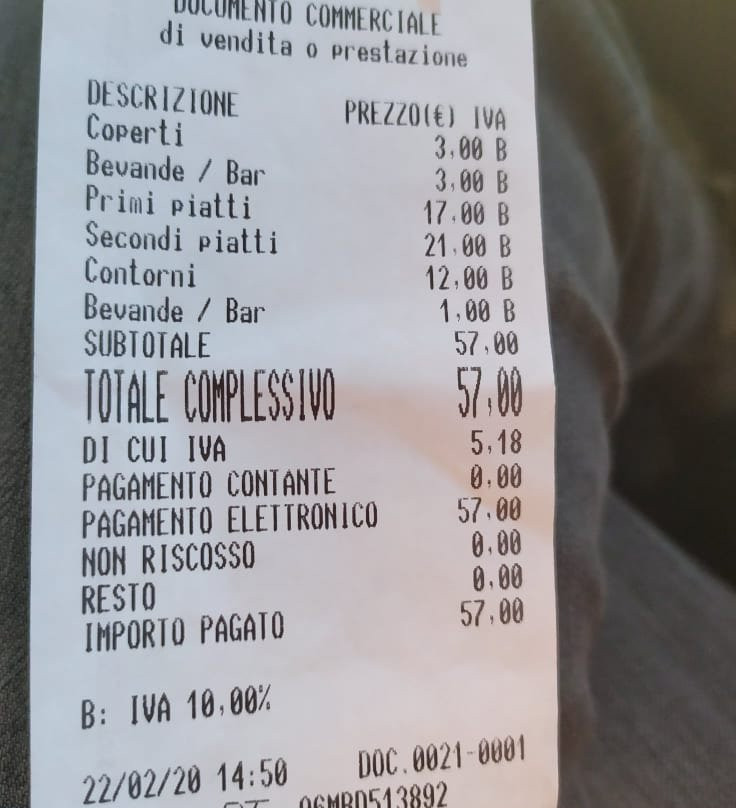 DOCUMENTO COMMERCIALE
di vendita o prestazione
DESCRIZIONE PREZZO(€) IVA
Coperti 3,00 B
Bevande / Bar 3,00 B
Primi piatti 17,00 B
Secondi piatti 21,00 B
Contorni 12,00 B
Bevande / Bar 1,00 B
SUBTOTALE 57,00
TOTALE COMPLESSIVO 57,00
DI CUI IVA 5,18
PAGAMENTO CONTANTE 0,00
PAGAMENTO ELETTRONICO 57,00
NON RISCOSSO 0,00
RESTO 0,00
IMPORTO PAGATO 57,00
B: IVA 10,00%
22/02/20 14:50 DOC.0021-0001